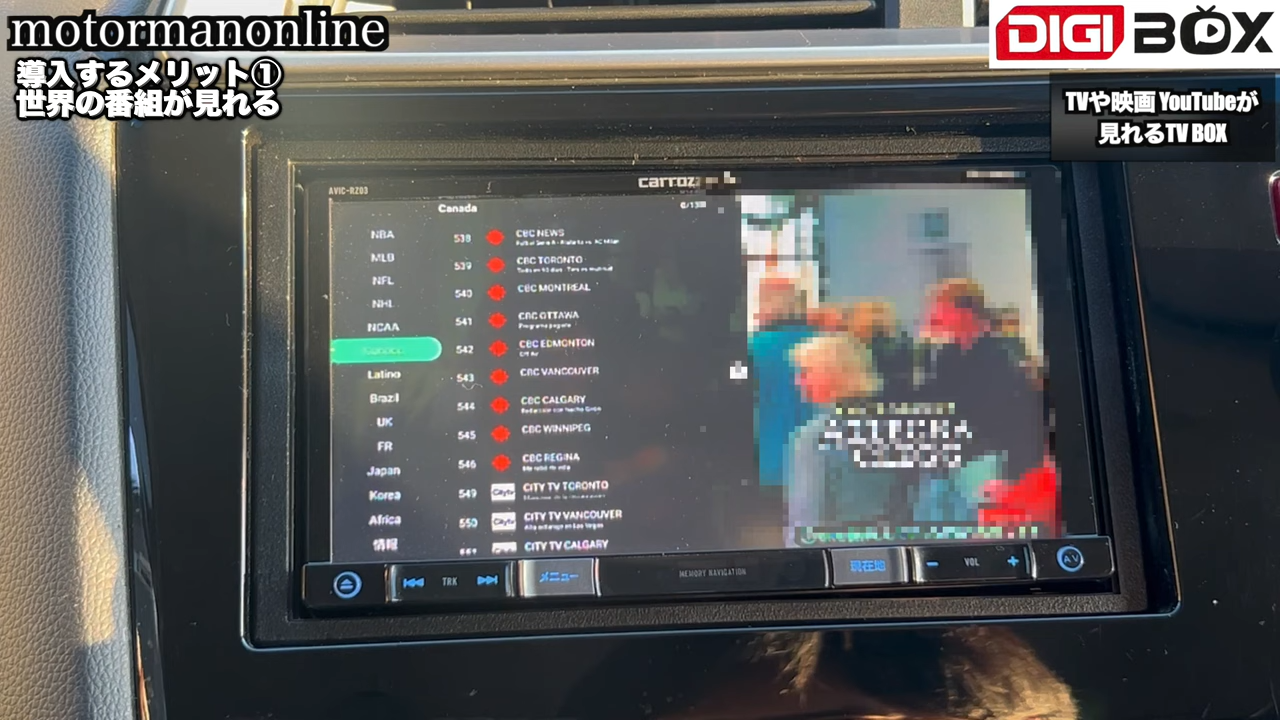 motormanonline
導入するメリット①
世界の番組が見れる
DIGI BOX
TVや映画 YouTubeが
見れるTV BOX
AVIC-RZ03
Canada
NBA
MLB
NFL
NHL
NCAA
Latino
Brazil
UK
FR
Japan
Korea
Africa
情報
538 CBC NEWS
539 CBC TORONTO
540 CBC MONTREAL
541 CBC OTTAWA
542 CBC EDMONTON
543 CBC VANCOUVER
544 CBC CALGARY
545 CBC WINNIPEG
546 CBC REGINA
549 CITY TV TORONTO
550 CITY TV VANCOUVER
CITY TV CALGARY
TRK
メニュー
MEMORY NAVIGATION
現在地
VOL
AV